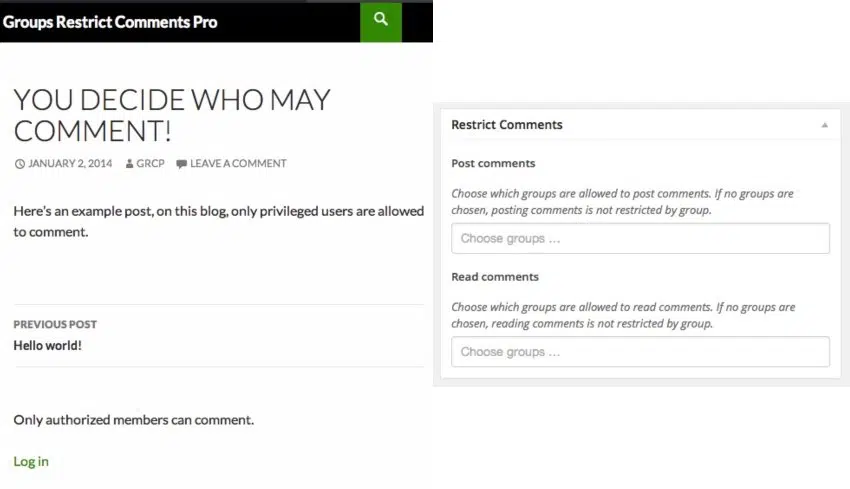 Groups Restrict Comments Pro
YOU DECIDE WHO MAY
COMMENT!
JANUARY 2, 2014 GRCP LEAVE A COMMENT
Here's an example post, on this blog, only privileged users are allowed
to comment.
PREVIOUS POST
Hello world!
Only authorized members can comment.
Log in
Restrict Comments
Post comments
Choose which groups are allowed to post comments. If no groups are
chosen, posting comments is not restricted by group.
Choose groups ...
Read comments
Choose which groups are allowed to read comments. If no groups are
chosen, reading comments is not restricted by group.
Choose groups ...